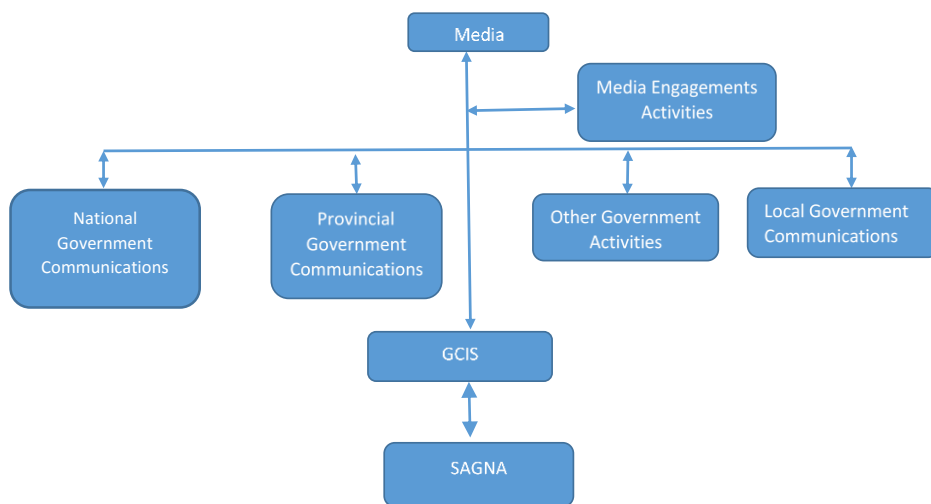 Media
Media Engagements
Activities
National
Government
Communications
Provincial
Government
Communications
Other Government
Activities
Local Government
Communications
GCIS
SAGNA